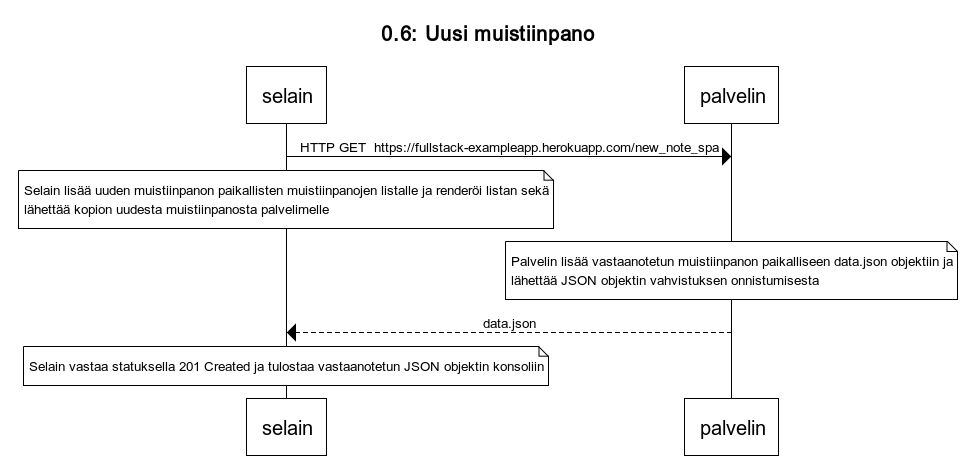 0.6: Uusi muistiinpano
selain palvelin
HTTP GET  https://fullstack-exampleapp.herokuapp.com/new_note_spa
Selain lisää uuden muistiinpanon paikallisten muistiinpanojen listalle ja renderöi listan sekä
lähettää kopion uudesta muistiinpanosta palvelimelle
Palvelin lisää vastaanotetun muistiinpanon paikalliseen data.json objektiin ja
lähettää JSON objektin vahvistuksen onnistumisesta
data.json
Selain vastaa statuksella 201 Created ja tulostaa vastaanotetun JSON objektin konsoliin
selain palvelin